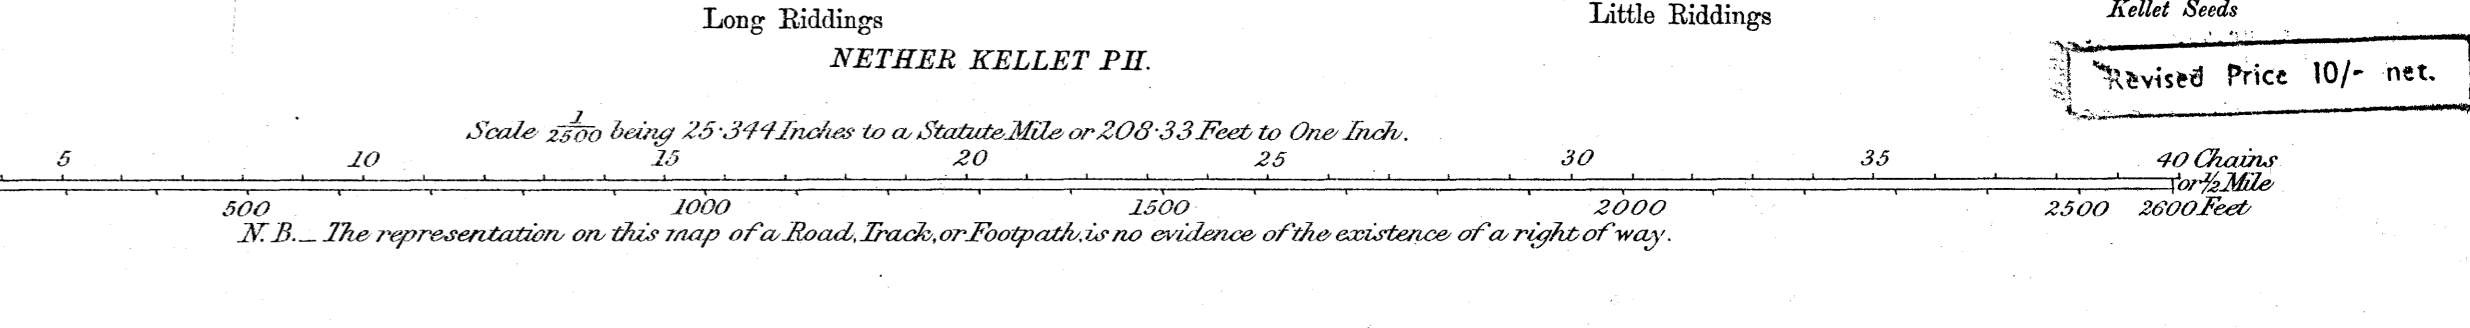 Long Riddings Little Riddings Kellet Seeds
NETHER KELLET PH.
Revised Price 10/- net.
Scale 1/2500 being 25·344 Inches to a Statute Mile or 208·33 Feet to One Inch.
5 10 15 20 25 30 35 40 Chains
or ½ Mile
500 1000 1500 2000 2500 2600 Feet
N.B._ The representation on this map of a Road, Track, or Footpath, is no evidence of the existence of a right of way.